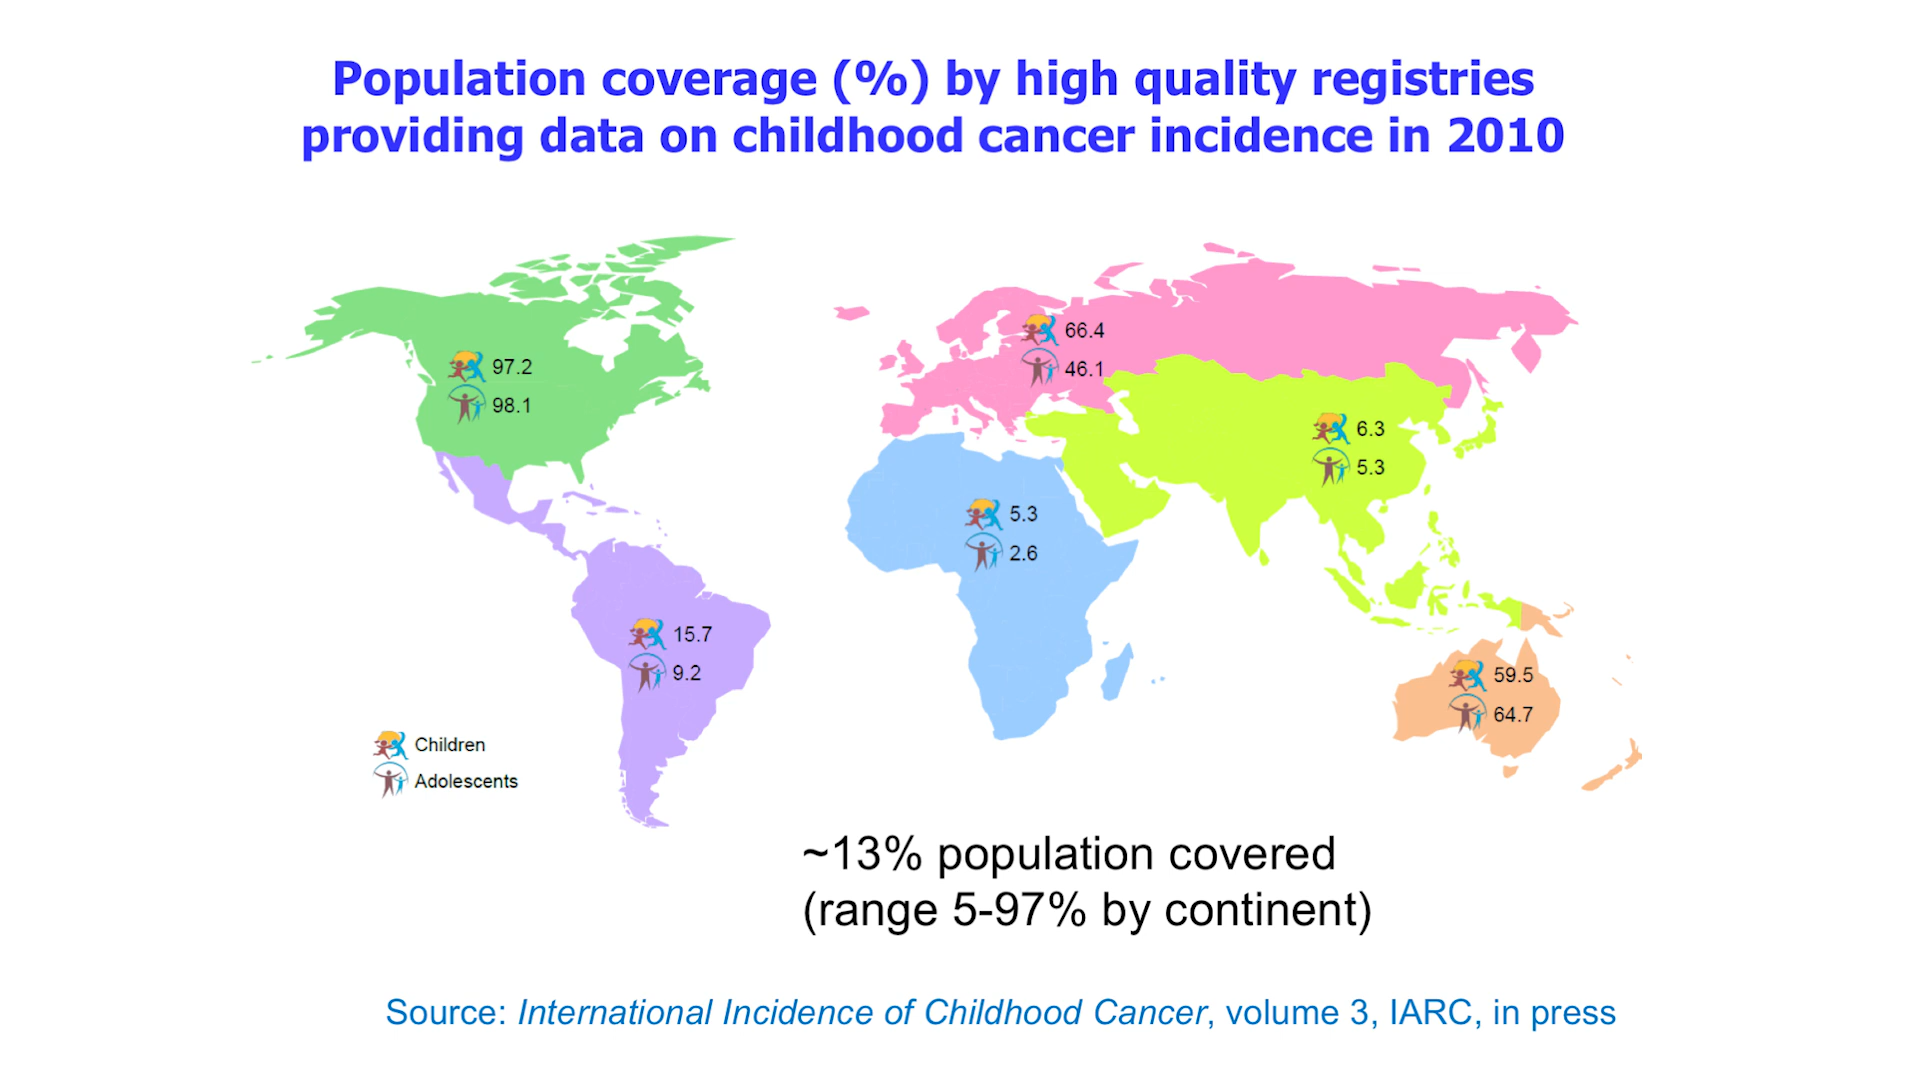 Population coverage (%) by high quality registries
providing data on childhood cancer incidence in 2010
97.2
98.1
66.4
46.1
6.3
5.3
5.3
2.6
15.7
9.2
59.5
64.7
Children
Adolescents
~13% population covered
(range 5-97% by continent)
Source: International Incidence of Childhood Cancer, volume 3, IARC, in press